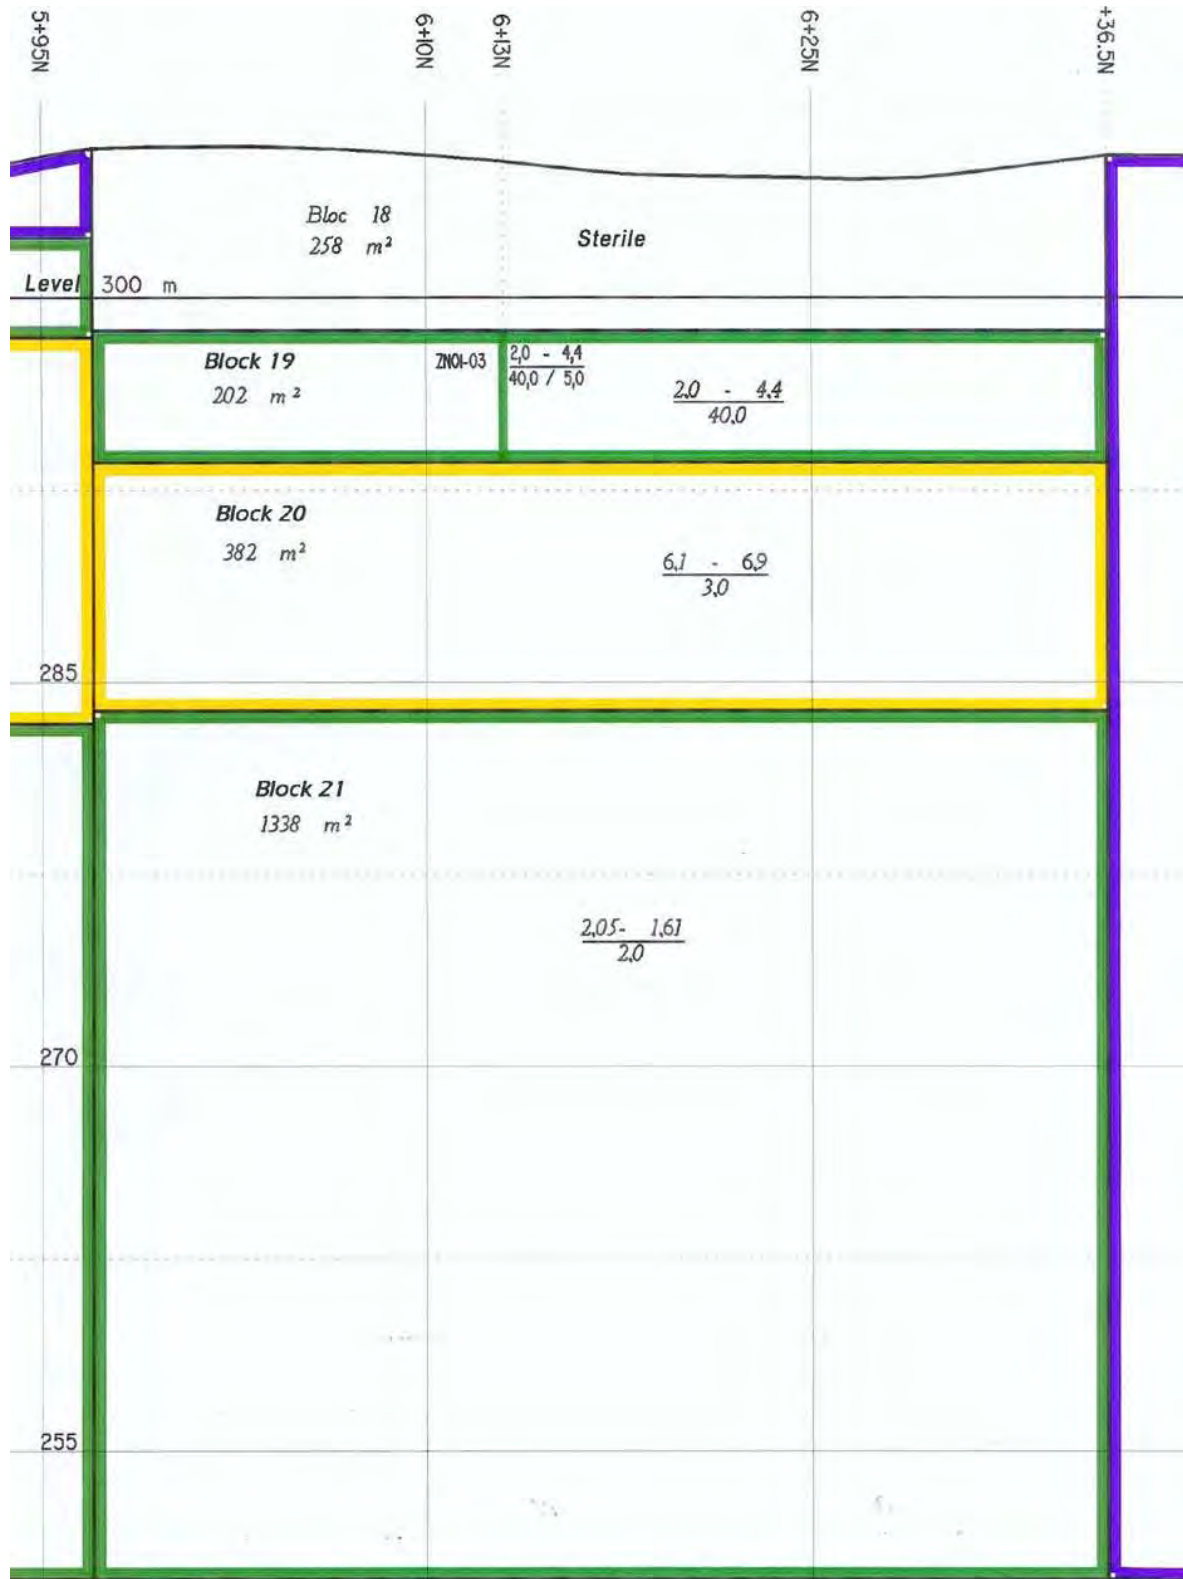 5+95N
6+10N
6+13N
6+25N
+36.5N
Bloc 18
258 m²
Sterile
Level 300 m
Block 19
202 m²
ZN01-03
2,0 - 4,4
40,0 / 5,0
2,0 - 4,4
40,0
Block 20
382 m²
6,1 - 6,9
3,0
285
Block 21
1338 m²
2,05- 1,61
2,0
270
255